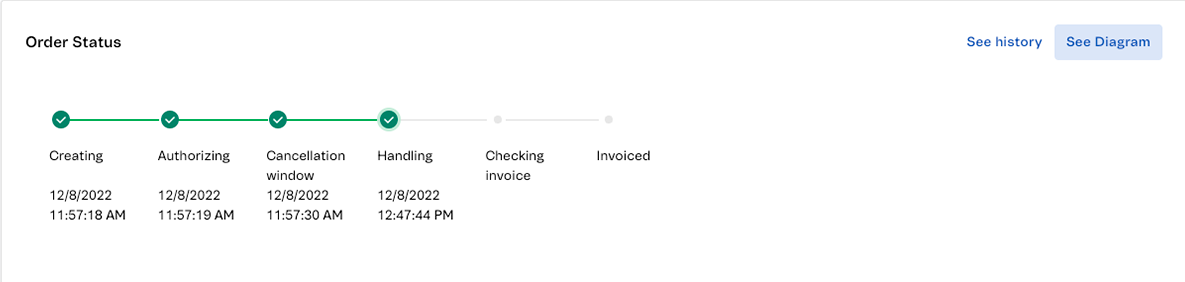 Order Status
See history
See Diagram
Creating
Authorizing
Cancellation
window
Handling
Checking
invoice
Invoiced
12/8/2022
11:57:18 AM
12/8/2022
11:57:19 AM
12/8/2022
11:57:30 AM
12/8/2022
12:47:44 PM